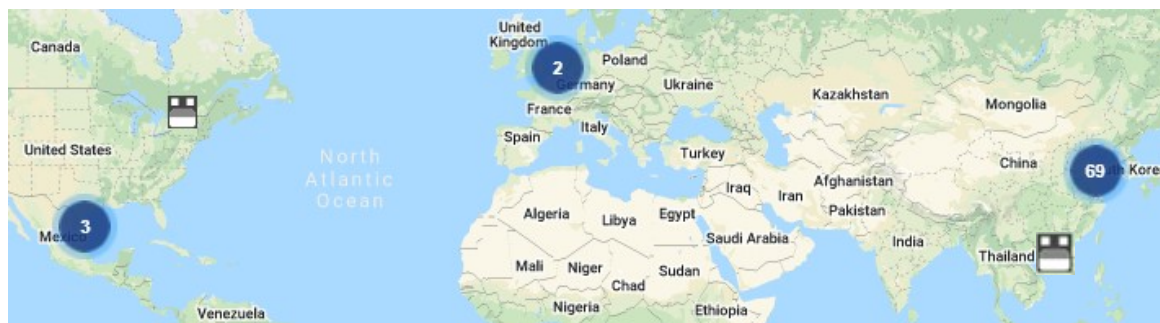 Canada
United
Kingdom
2
Poland
Germany
Ukraine
Kazakhstan
Mongolia
France
Italy
United States
Spain
Turkey
North
Atlantic
Ocean
China
69
South Kore
Iraq
Iran
Afghanistan
Pakistan
Algeria
Libya
Egypt
3
Mexico
Saudi Arabia
India
Thailand
Mali
Niger
Chad
Sudan
Venezuela
Nigeria
Ethiopia